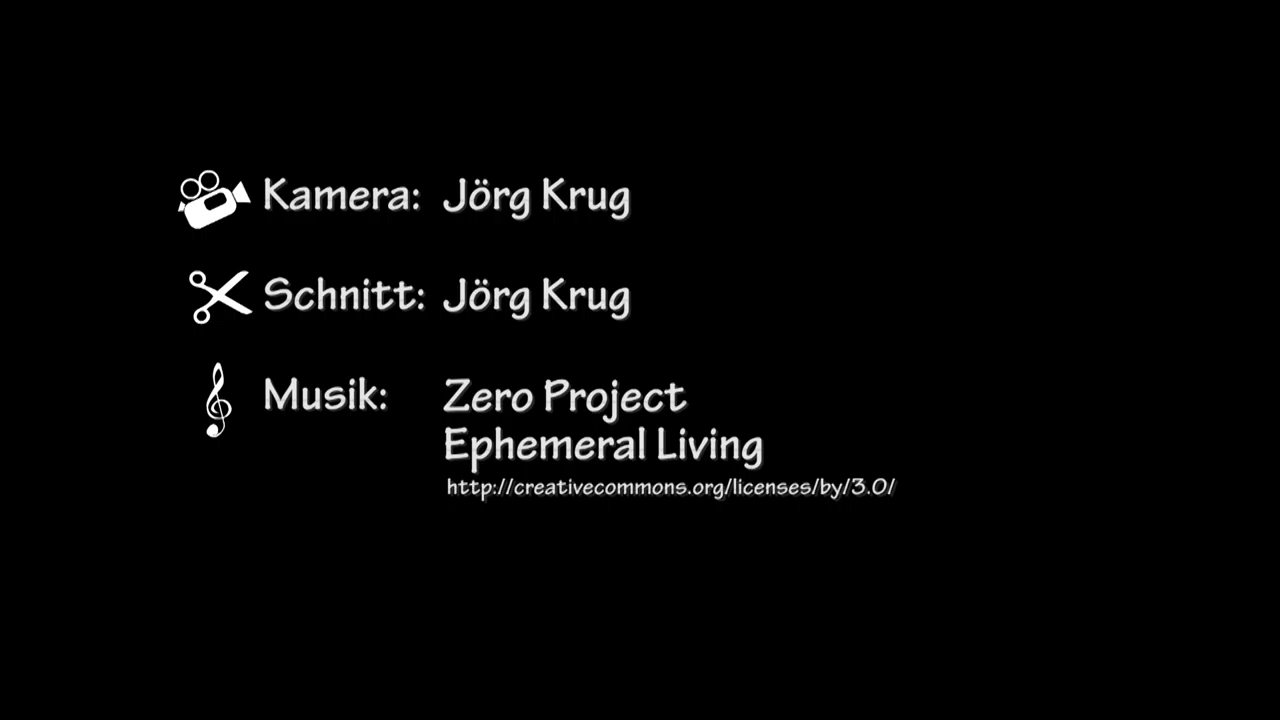 Kamera: Jörg Krug
Schnitt: Jörg Krug
Musik: Zero Project
Ephemeral Living
http://creativecommons.org/licenses/by/3.0/